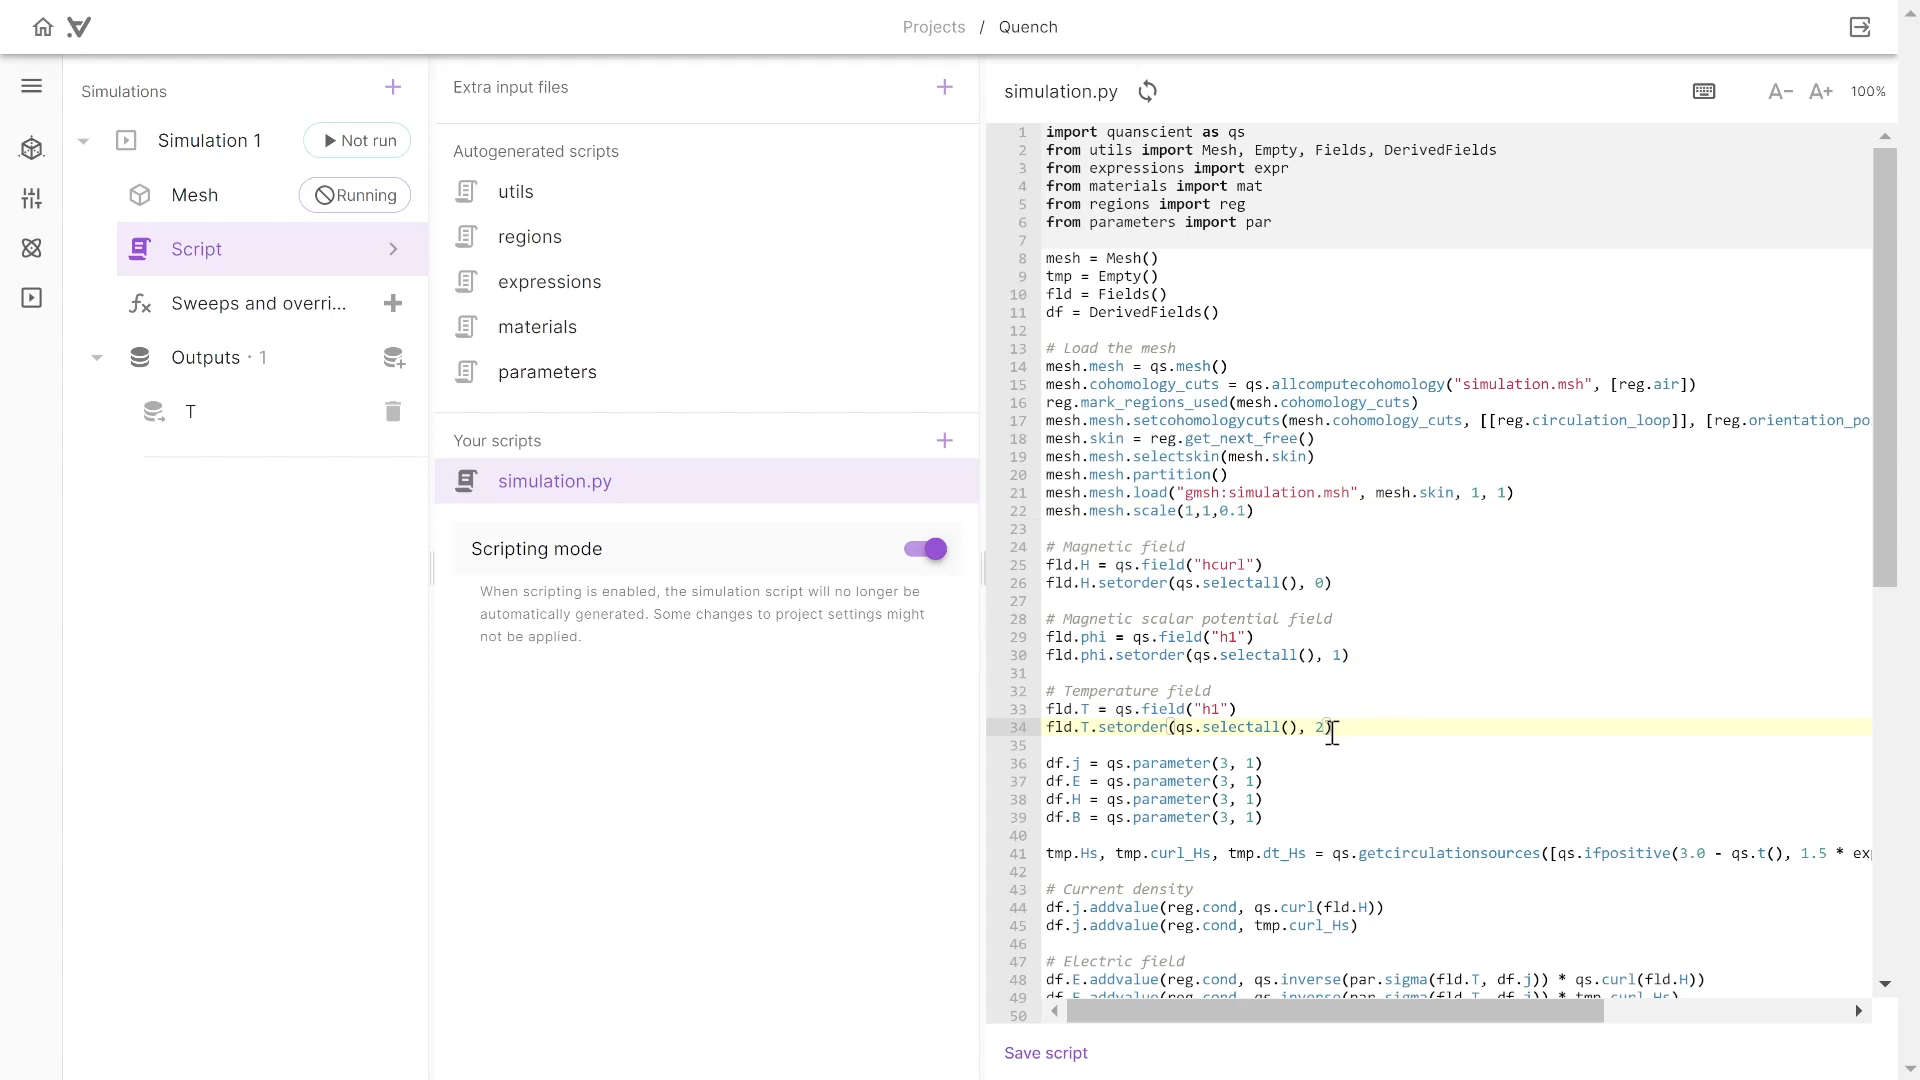 Projects / Quench
Simulations
Simulation 1
Not run
Mesh
Running
Script
Sweeps and overri...
Outputs · 1
T
Extra input files
Autogenerated scripts
utils
regions
expressions
materials
parameters
Your scripts
simulation.py
Scripting mode
When scripting is enabled, the simulation script will no longer be
automatically generated. Some changes to project settings might
not be applied.
simulation.py
A- A+ 100%
1 import quanscient as qs
2 from utils import Mesh, Empty, Fields, DerivedFields
3 from expressions import expr
4 from materials import mat
5 from regions import reg
6 from parameters import par
7
8 mesh = Mesh()
9 tmp = Empty()
10 fld = Fields()
11 df = DerivedFields()
12
13 # Load the mesh
14 mesh.mesh = qs.mesh()
15 mesh.cohomology_cuts = qs.allcomputecohomology("simulation.msh", [reg.air])
16 reg.mark_regions_used(mesh.cohomology_cuts)
17 mesh.mesh.setcohomologycuts(mesh.cohomology_cuts, [[reg.circulation_loop]], [reg.orientation_po
18 mesh.skin = reg.get_next_free()
19 mesh.mesh.selectskin(mesh.skin)
20 mesh.mesh.partition()
21 mesh.mesh.load("gmsh:simulation.msh", mesh.skin, 1, 1)
22 mesh.mesh.scale(1,1,0.1)
23
24 # Magnetic field
25 fld.H = qs.field("hcurl")
26 fld.H.setorder(qs.selectall(), 0)
27
28 # Magnetic scalar potential field
29 fld.phi = qs.field("h1")
30 fld.phi.setorder(qs.selectall(), 1)
31
32 # Temperature field
33 fld.T = qs.field("h1")
34 fld.T.setorder(qs.selectall(), 2)
35
36 df.j = qs.parameter(3, 1)
37 df.E = qs.parameter(3, 1)
38 df.H = qs.parameter(3, 1)
39 df.B = qs.parameter(3, 1)
40
41 tmp.Hs, tmp.curl_Hs, tmp.dt_Hs = qs.getcirculationsources([qs.ifpositive(3.0 - qs.t(), 1.5 * ex
42
43 # Current density
44 df.j.addvalue(reg.cond, qs.curl(fld.H))
45 df.j.addvalue(reg.cond, tmp.curl_Hs)
46
47 # Electric field
48 df.E.addvalue(reg.cond, qs.inverse(par.sigma(fld.T, df.j)) * qs.curl(fld.H))
49 df.E.addvalue(reg.cond, qs.inverse(par.sigma(fld.T, df.j)) * tmp.curl_Hs)
50
Save script